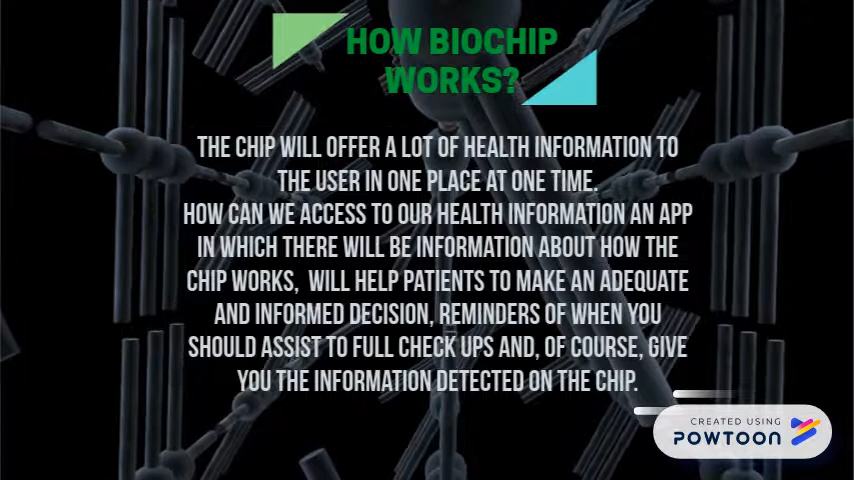 HOW BIOCHIP
WORKS?
THE CHIP WILL OFFER A LOT OF HEALTH INFORMATION TO
THE USER IN ONE PLACE AT ONE TIME.
HOW CAN WE ACCESS TO OUR HEALTH INFORMATION AN APP
IN WHICH THERE WILL BE INFORMATION ABOUT HOW THE
CHIP WORKS, WILL HELP PATIENTS TO MAKE AN ADEQUATE
AND INFORMED DECISION, REMINDERS OF WHEN YOU
SHOULD ASSIST TO FULL CHECK UPS AND, OF COURSE, GIVE
YOU THE INFORMATION DETECTED ON THE CHIP.
CREATED USING
POWTOON